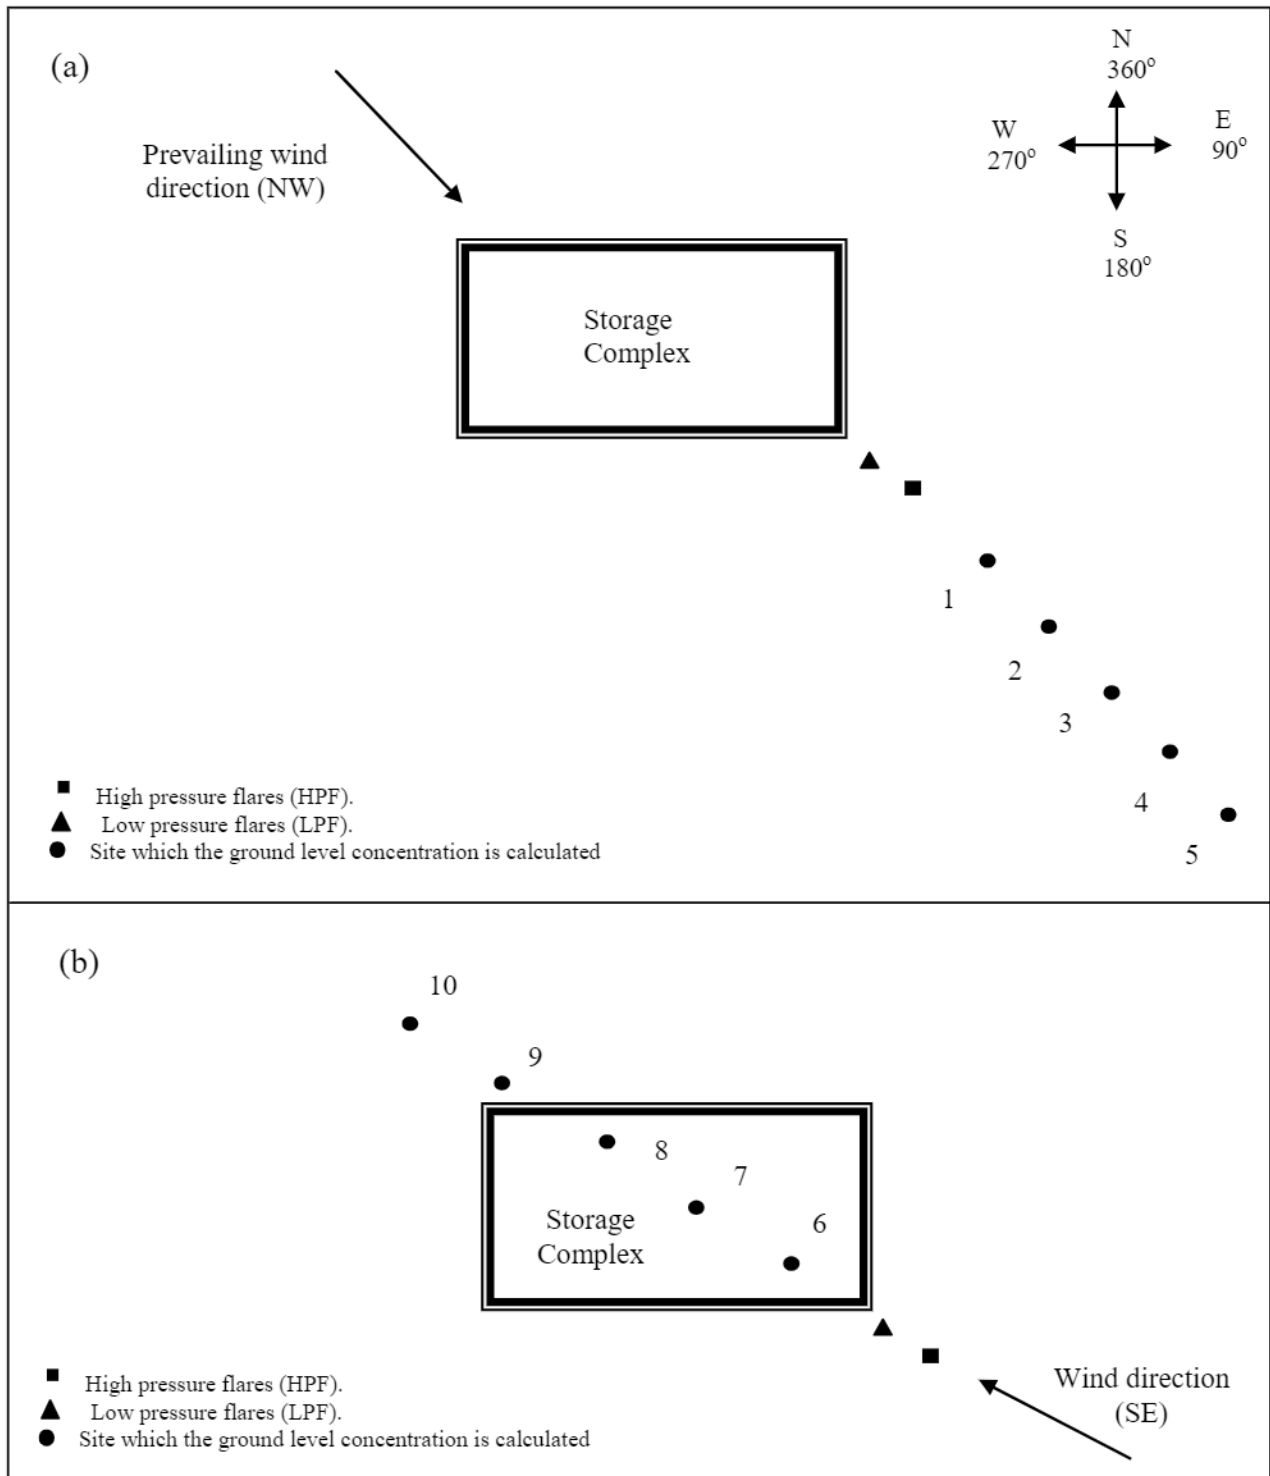 (a)
Prevailing wind
direction (NW)
N
360°
W
270°
E
90°
S
180°
Storage
Complex
1
2
3
4
5
High pressure flares (HPF).
Low pressure flares (LPF).
Site which the ground level concentration is calculated
(b)
10
9
8
7
6
Storage
Complex
Wind direction
(SE)
High pressure flares (HPF).
Low pressure flares (LPF).
Site which the ground level concentration is calculated